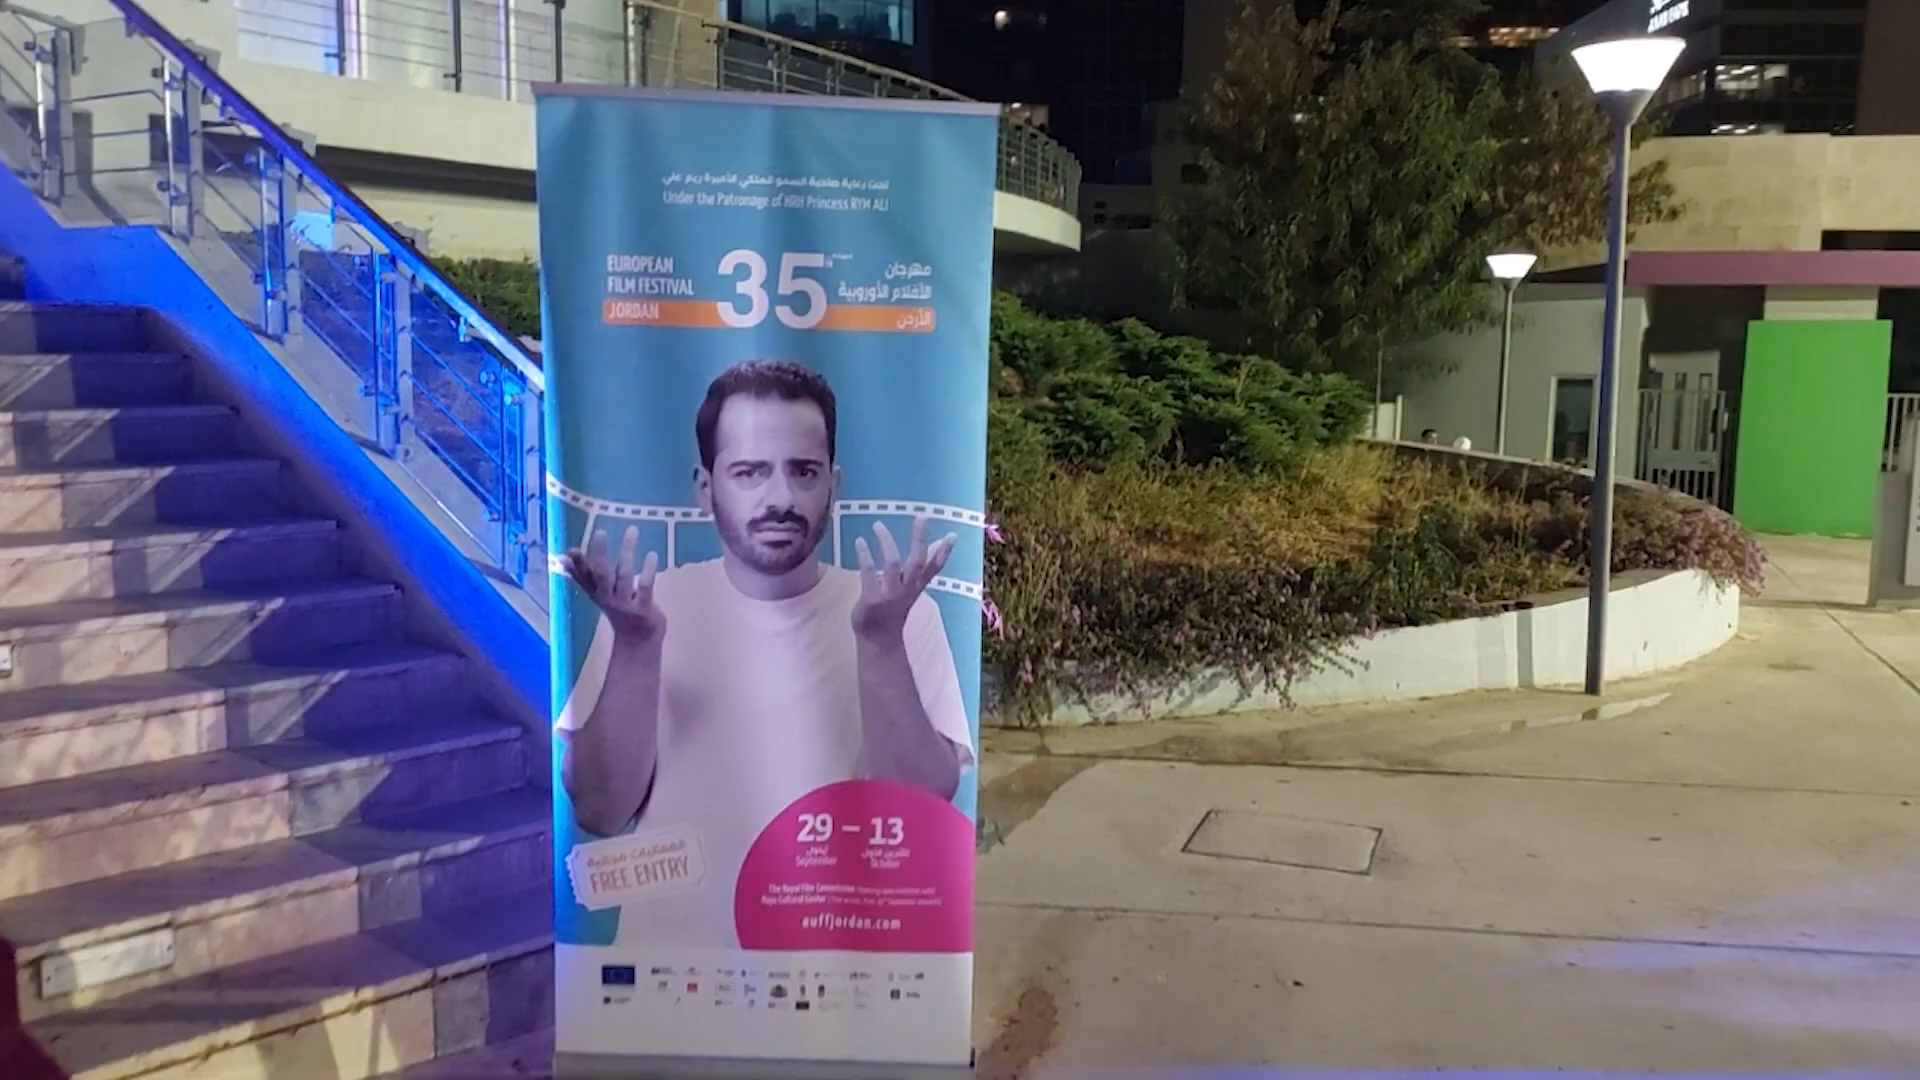 تحت رعاية صاحبة السمو الملكي الأميرة ريم علي
Under the Patronage of HRH Princess RYM ALI
EUROPEAN
FILM FESTIVAL
JORDAN
35
مهرجان
الأفلام الأوروبية
الأردن
29 – 13
أيلول
September
تشرين الأول
October
الفعاليات مجانية
FREE ENTRY
The Royal Film Commission
Cultural Center
euffjordan.com